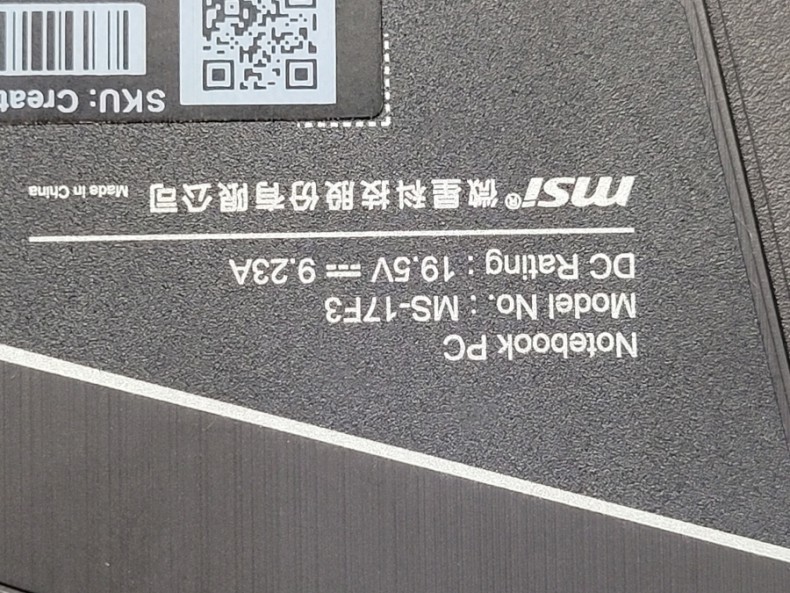 Notebook PC
Model No. : MS-17F3
DC Rating : 19.5V ⎓ 9.23A
msi® 微星科技股份有限公司 Made in China
SKU: Creat